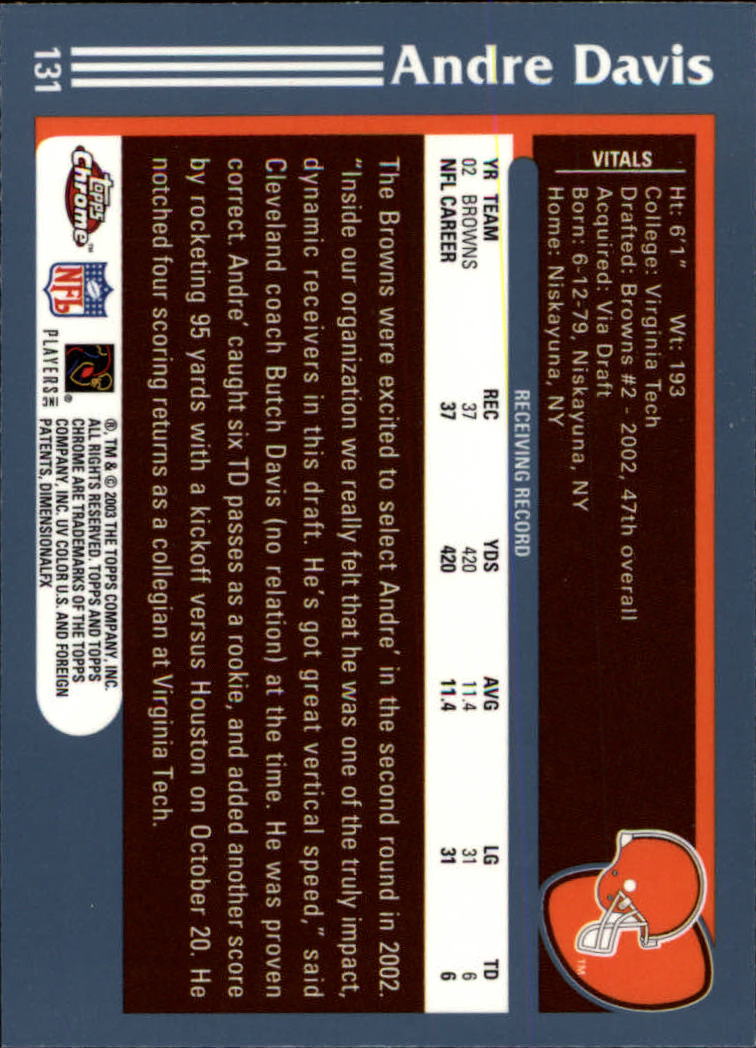 131
Andre Davis
VITALS
Ht: 6'1" Wt: 193
College: Virginia Tech
Drafted: Browns #2 - 2002, 47th overall
Acquired: Via Draft
Born: 6-12-79, Niskayuna, NY
Home: Niskayuna, NY
RECEIVING RECORD
YR TEAM REC YDS AVG LG TD
02 BROWNS 37 420 11.4 31 6
NFL CAREER 37 420 11.4 31 6
The Browns were excited to select Andre' in the second round in 2002.
"Inside our organization we really felt that he was one of the truly impact,
dynamic receivers in this draft. He's got great vertical speed," said
Cleveland coach Butch Davis (no relation) at the time. He was proven
correct. Andre' caught six TD passes as a rookie, and added another score
by rocketing 95 yards with a kickoff versus Houston on October 20. He
notched four scoring returns as a collegian at Virginia Tech.
TM
Topps
Chrome™
NFL
PLAYERS INC
®
®, TM & © 2003 THE TOPPS COMPANY, INC.
ALL RIGHTS RESERVED. TOPPS AND TOPPS
CHROME ARE TRADEMARKS OF THE TOPPS
COMPANY, INC. UV COLOR U.S. AND FOREIGN
PATENTS, DIMENSIONALFX